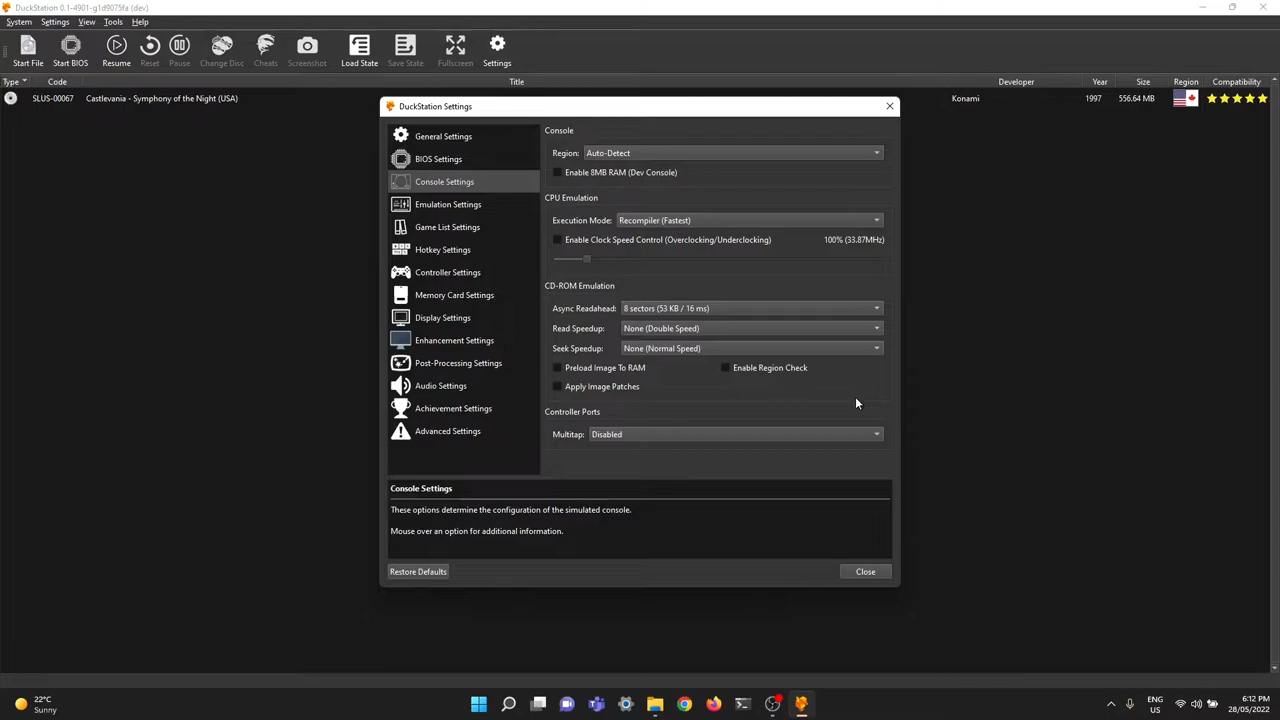 DuckStation 0.1-4901-g1d9075fa (dev)
System Settings View Tools Help
Start File Start BIOS Resume Reset Pause Change Disc Cheats Screenshot Load State Save State Fullscreen Settings
Type Code Title Developer Year Size Region Compatibility
SLUS-00067 Castlevania - Symphony of the Night (USA) Konami 1997 556.64 MB
DuckStation Settings
General Settings
BIOS Settings
Console Settings
Emulation Settings
Game List Settings
Hotkey Settings
Controller Settings
Memory Card Settings
Display Settings
Enhancement Settings
Post-Processing Settings
Audio Settings
Achievement Settings
Advanced Settings
Console
Region: Auto-Detect
Enable 8MB RAM (Dev Console)
CPU Emulation
Execution Mode: Recompiler (Fastest)
Enable Clock Speed Control (Overclocking/Underclocking) 100% (33.87MHz)
CD-ROM Emulation
Async Readahead: 8 sectors (53 KB / 16 ms)
Read Speedup: None (Double Speed)
Seek Speedup: None (Normal Speed)
Preload Image To RAM Enable Region Check
Apply Image Patches
Controller Ports
Multitap: Disabled
Console Settings
These options determine the configuration of the simulated console.
Mouse over an option for additional information.
Restore Defaults Close
22°C
Sunny
ENG
US
6:12 PM
28/05/2022